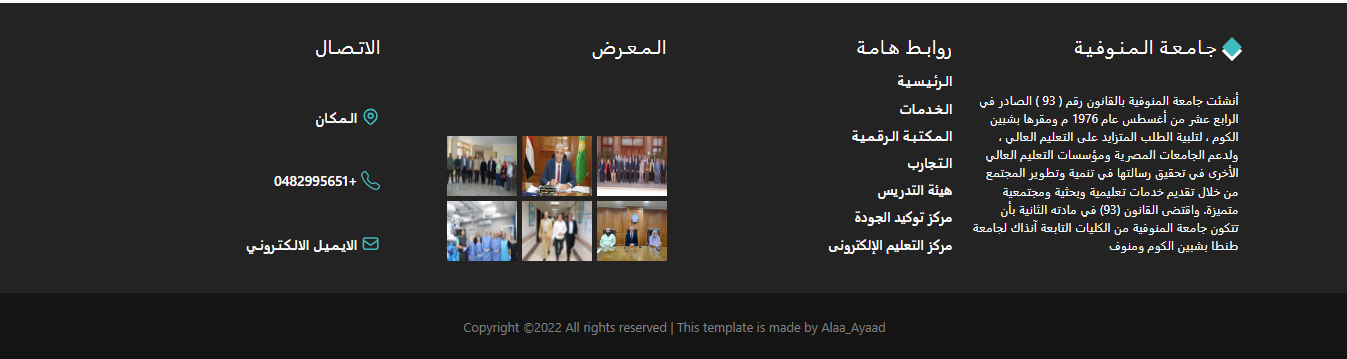 جامعة المنوفية
أنشئت جامعة المنوفية بالقانون رقم ( 93 ) الصادر في
الرابع عشر من أغسطس عام 1976 م ومقرها بشبين
الكوم ، لتلبية الطلب المتزايد على التعليم العالي ،
ولدعم الجامعات المصرية ومؤسسات التعليم العالي
الأخرى في تحقيق رسالتها في تنمية وتطوير المجتمع
من خلال تقديم خدمات تعليمية وبحثية ومجتمعية
متميزة. واقتضى القانون (93) في مادته الثانية بأن
تتكون جامعة المنوفية من الكليات التابعة آنذاك لجامعة
طنطا بشبين الكوم ومنوف
روابط هامة
الرئيسية
الخدمات
المكتبة الرقمية
التجارب
هيئة التدريس
مركز توكيد الجودة
مركز التعليم الإلكترونى
المعرض
الاتصال
المكان
0482995651+
الايميل الالكتروني
Copyright ©2022 All rights reserved | This template is made by Alaa_Ayaad